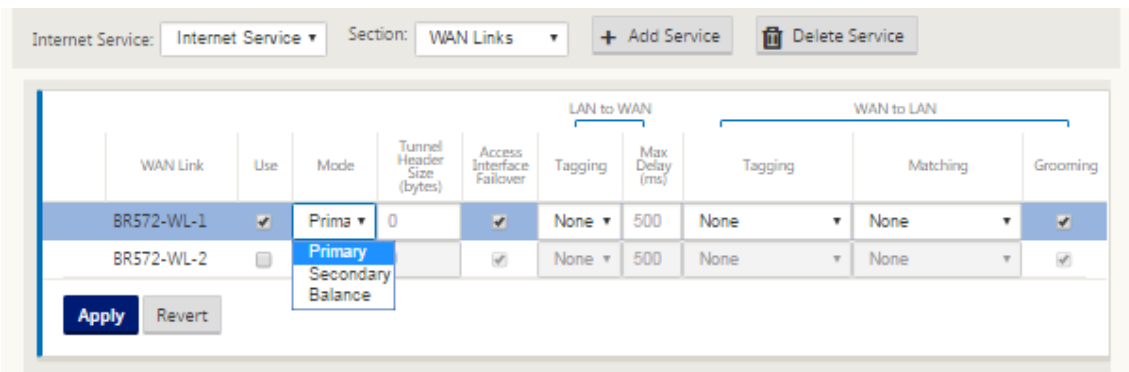 Internet Service: Internet Service Section: WAN Links + Add Service Delete Service
LAN to WAN WAN to LAN
WAN Link Use Mode Tunnel Header Size (bytes) Access Interface Failover Tagging Max Delay (ms) Tagging Matching Grooming
BR572-WL-1 Prima 0 None 500 None None
BR572-WL-2 None 500 None None
Primary
Secondary
Balance
Apply Revert